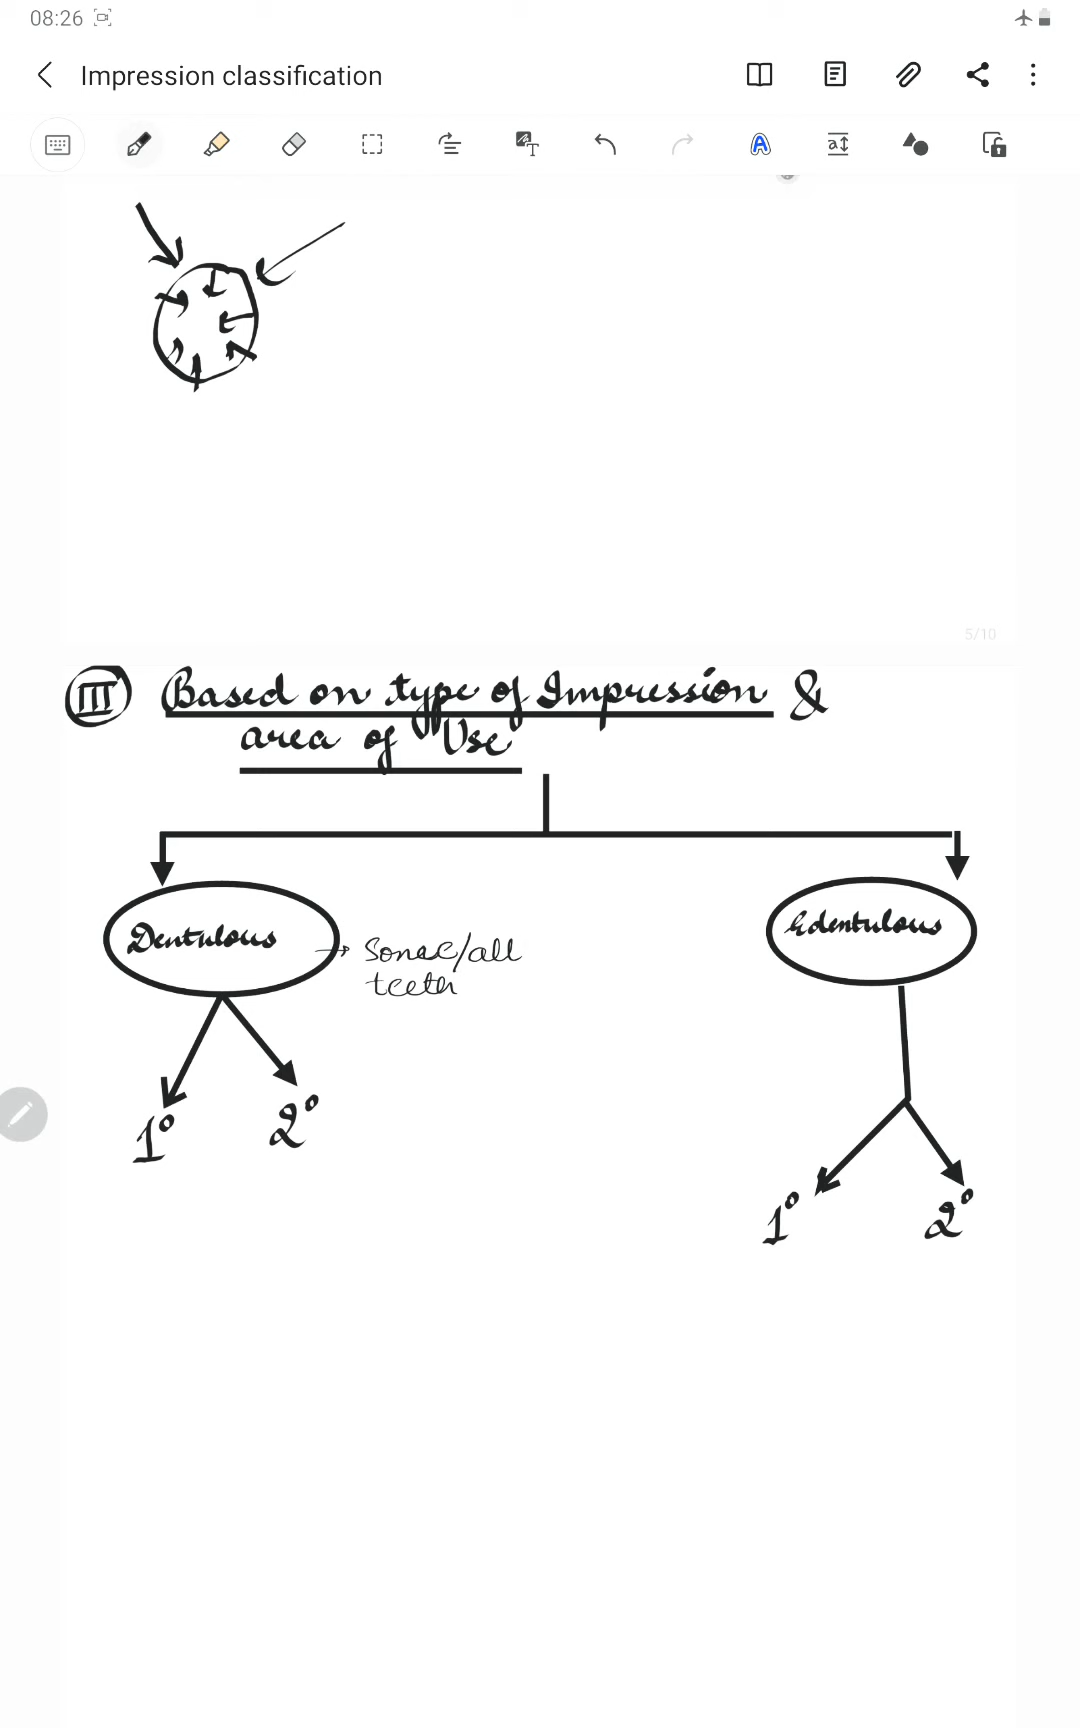 08:26
Impression classification
5/10
III Based on type of Impression &
area of Use
Dentulous
Edentulous
→ Some/all
teeth
1°
2°
1°
2°